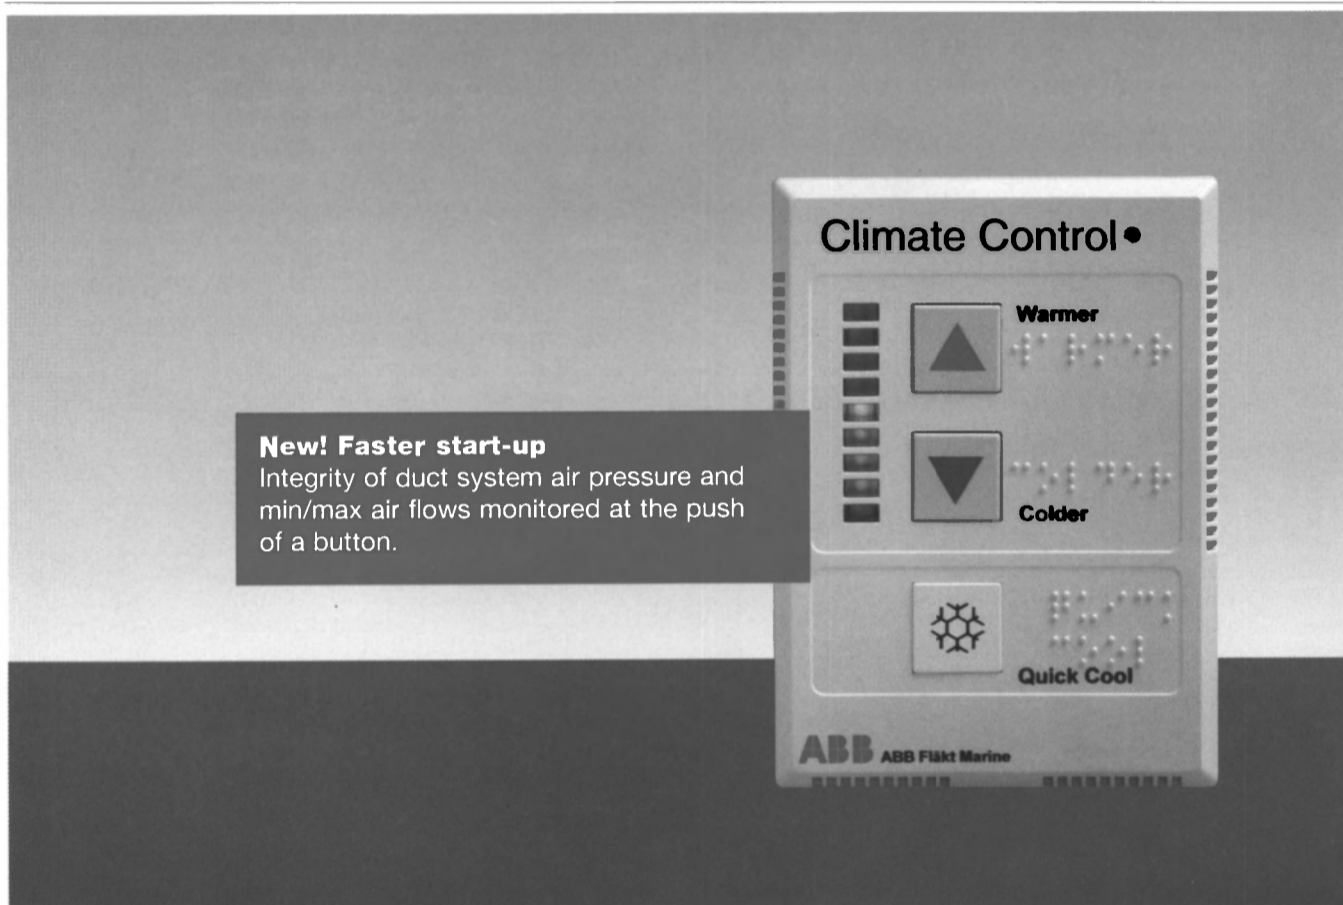 Climate Control
Warmer
New! Faster start-up
Integrity of duct system air pressure and
min/max air flows monitored at the push
of a button.
Colder
Quick Cool
ABB ABB Fläkt Marine